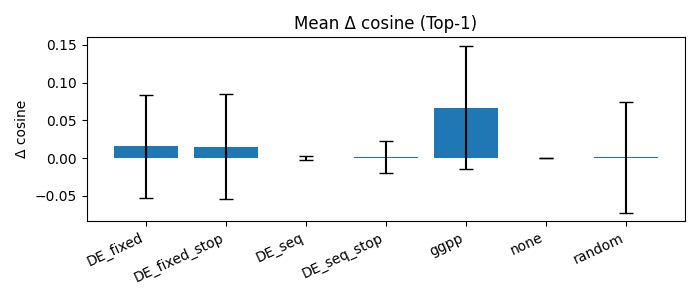 Mean Δ cosine (Top-1)
Δ cosine
0.15
0.10
0.05
0.00
−0.05
DE_fixed
DE_fixed_stop
DE_seq
DE_seq_stop
ggpp
none
random